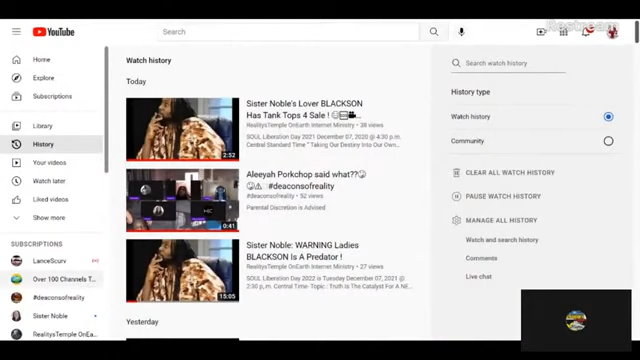 Restream
YouTube
Search
Home
Explore
Subscriptions
Library
History
Your videos
Watch later
Liked videos
Show more
SUBSCRIPTIONS
LanceScurv
Over 100 Channels T...
#deaconsofreality
Sister Noble
RealitysTemple OnEa...
Watch history
Today
2:52
Sister Noble's Lover BLACKSON
Has Tank Tops 4 Sale !
RealitysTemple OnEarth Internet Ministry • 38 views
SOUL Liberation Day 2021 December 07, 2020 @ 4:30 p.m.
Central Standard Time " Taking Our Destiny Into Our Own...
0:41
Aleeyah Porkchop said what??
#deaconsofreality
#deaconsofreality • 52 views
Parental Discretion is Advised
15:05
Sister Noble: WARNING Ladies
BLACKSON Is A Predator !
RealitysTemple OnEarth Internet Ministry • 27 views
SOUL Liberation Day 2022 is Tuesday December 07, 2021 @
2:30 p.m. Central Time- Topic : Truth Is The Catalyst For A NE...
Yesterday
Search watch history
History type
Watch history
Community
CLEAR ALL WATCH HISTORY
PAUSE WATCH HISTORY
MANAGE ALL HISTORY
Watch and search history
Comments
Live chat